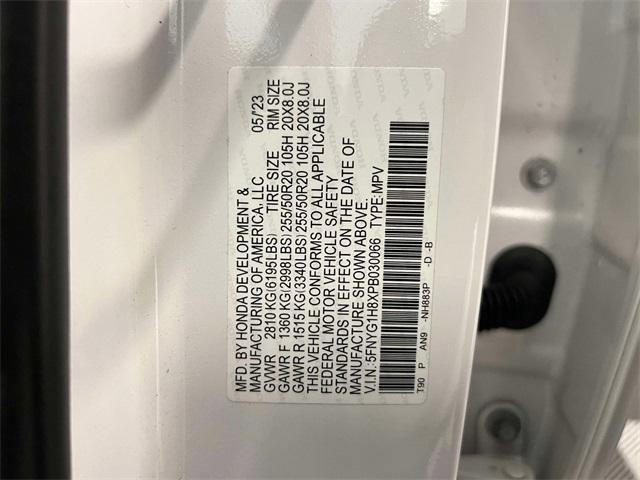 MFD. BY HONDA DEVELOPMENT &
MANUFACTURING OF AMERICA, LLC 05/'23
GVWR 2810 KG(6195LBS) TIRE SIZE RIM SIZE
GAWR F 1360 KG(2998LBS) 255/50R20 105H 20X8.0J
GAWR R 1515 KG(3340LBS) 255/50R20 105H 20X8.0J
THIS VEHICLE CONFORMS TO ALL APPLICABLE
FEDERAL MOTOR VEHICLE SAFETY
STANDARDS IN EFFECT ON THE DATE OF
MANUFACTURE SHOWN ABOVE.
V.I.N.: 5FNYG1H8XPB030066 TYPE:MPV
T90 P AN9 -NH883P -D -B